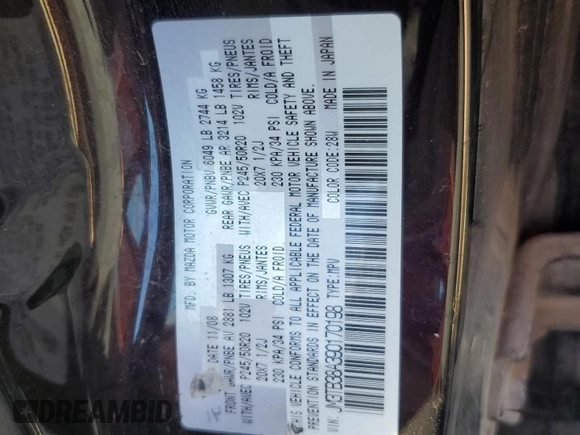 MFD. BY MAZDA MOTOR CORPORATION
DATE 11/08 GVWR/PNBV 6049 LB 2744 KG
FRONT GAWR/PNBE AV 2881 LB 1307 KG REAR GAWR/PNBE AR 3214 LB 1458 KG
WITH/AVEC P245/50R20 102V TIRES/PNEUS WITH/AVEC P245/50R20 102V TIRES/PNEUS
20X7 1/2J RIMS/JANTES 20X7 1/2J RIMS/JANTES
230 KPA/34 PSI COLD/A FROID 230 KPA/34 PSI COLD/A FROID
THIS VEHICLE CONFORMS TO ALL APPLICABLE FEDERAL MOTOR VEHICLE SAFETY AND THEFT
PREVENTION STANDARDS IN EFFECT ON THE DATE OF MANUFACTURE SHOWN ABOVE.
VIN: JM3TB38A390170198 TYPE:MPV COLOR CODE:28W MADE IN JAPAN
AUTOBIDCAR